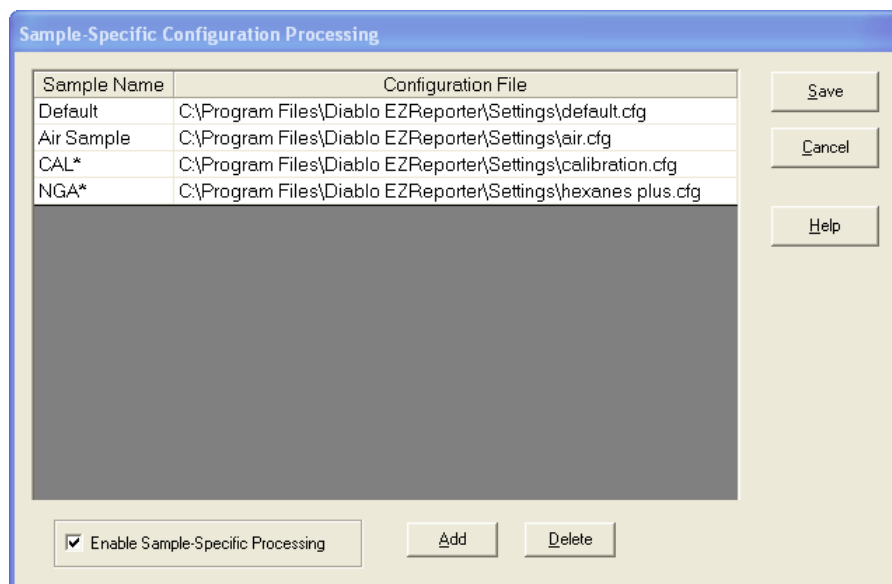 Sample-Specific Configuration Processing
Sample Name Configuration File
Default C:\Program Files\Diablo EZReporter\Settings\default.cfg
Air Sample C:\Program Files\Diablo EZReporter\Settings\air.cfg
CAL* C:\Program Files\Diablo EZReporter\Settings\calibration.cfg
NGA* C:\Program Files\Diablo EZReporter\Settings\hexanes plus.cfg
Save
Cancel
Help
Enable Sample-Specific Processing
Add
Delete